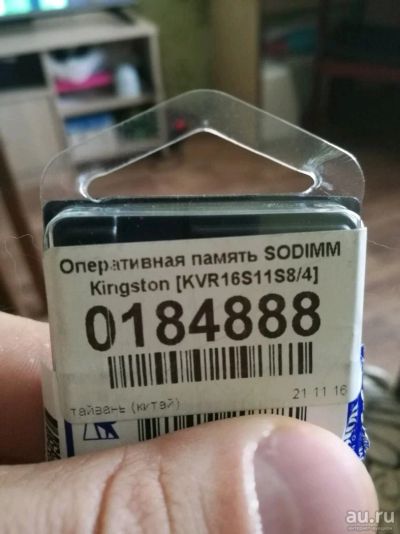 Оперативная память SODIMM
Kingston [KVR16S11S8/4]
0184888
тайвань (китай)
21 11 16
au.ru